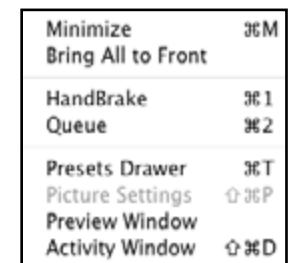 Minimize ⌘M
Bring All to Front
HandBrake ⌘1
Queue ⌘2
Presets Drawer ⌘T
Picture Settings ⇧⌘P
Preview Window
Activity Window ⇧⌘D